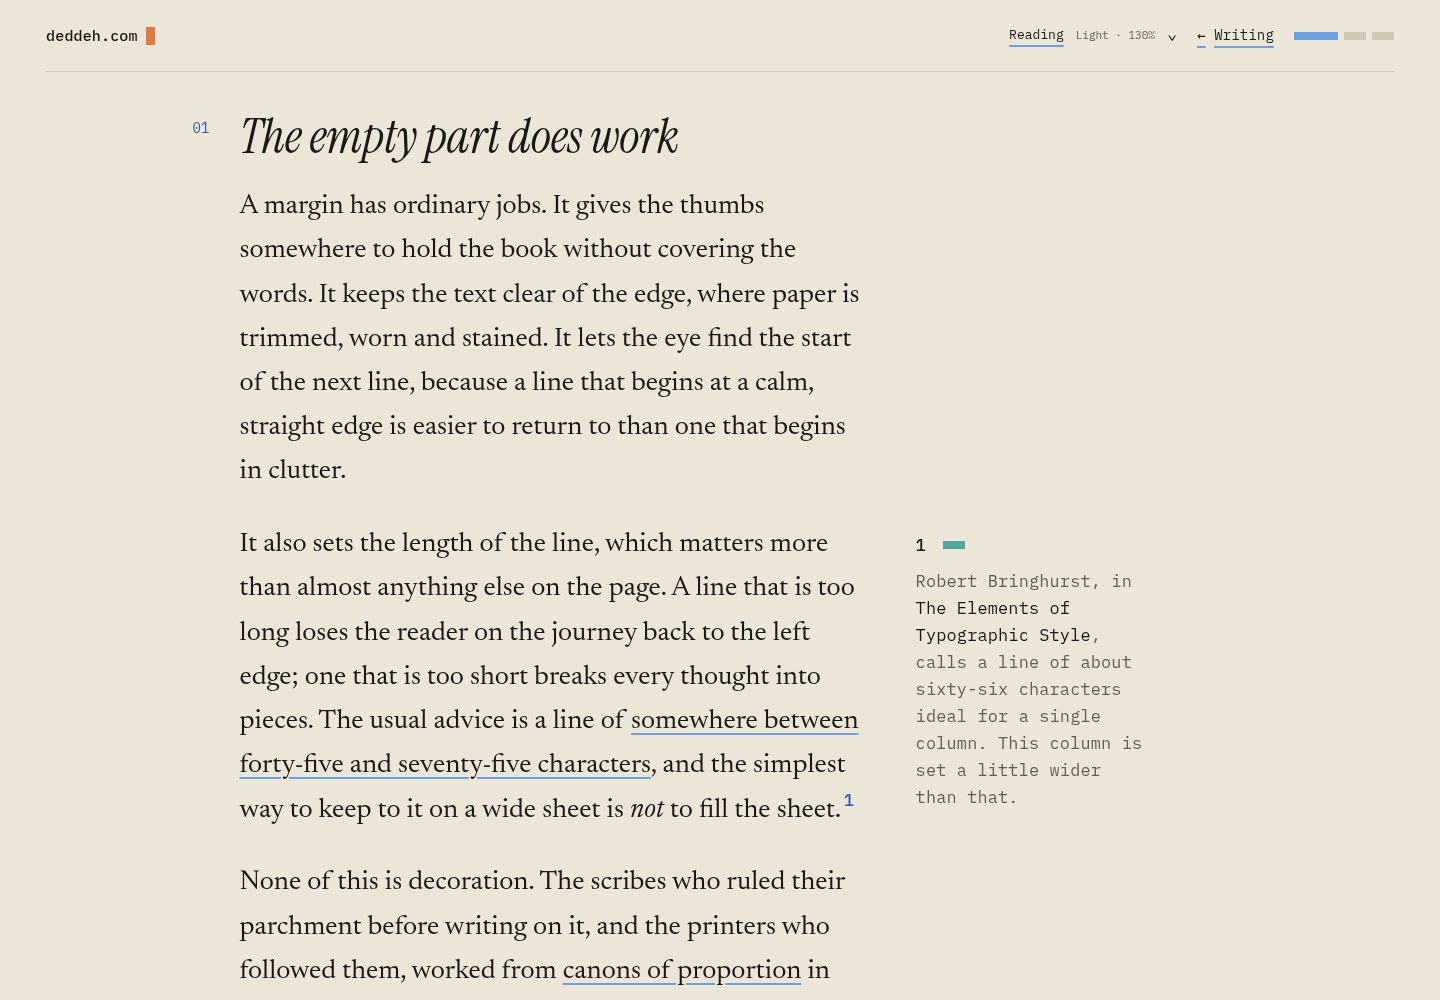 deddeh.com
Reading Light · 130% ← Writing
01
The empty part does work
A margin has ordinary jobs. It gives the thumbs
somewhere to hold the book without covering the
words. It keeps the text clear of the edge, where paper is
trimmed, worn and stained. It lets the eye find the start
of the next line, because a line that begins at a calm,
straight edge is easier to return to than one that begins
in clutter.
It also sets the length of the line, which matters more
than almost anything else on the page. A line that is too
long loses the reader on the journey back to the left
edge; one that is too short breaks every thought into
pieces. The usual advice is a line of somewhere between
forty-five and seventy-five characters, and the simplest
way to keep to it on a wide sheet is not to fill the sheet. 1
1
Robert Bringhurst, in
The Elements of
Typographic Style,
calls a line of about
sixty-six characters
ideal for a single
column. This column is
set a little wider
than that.
None of this is decoration. The scribes who ruled their
parchment before writing on it, and the printers who
followed them, worked from canons of proportion in